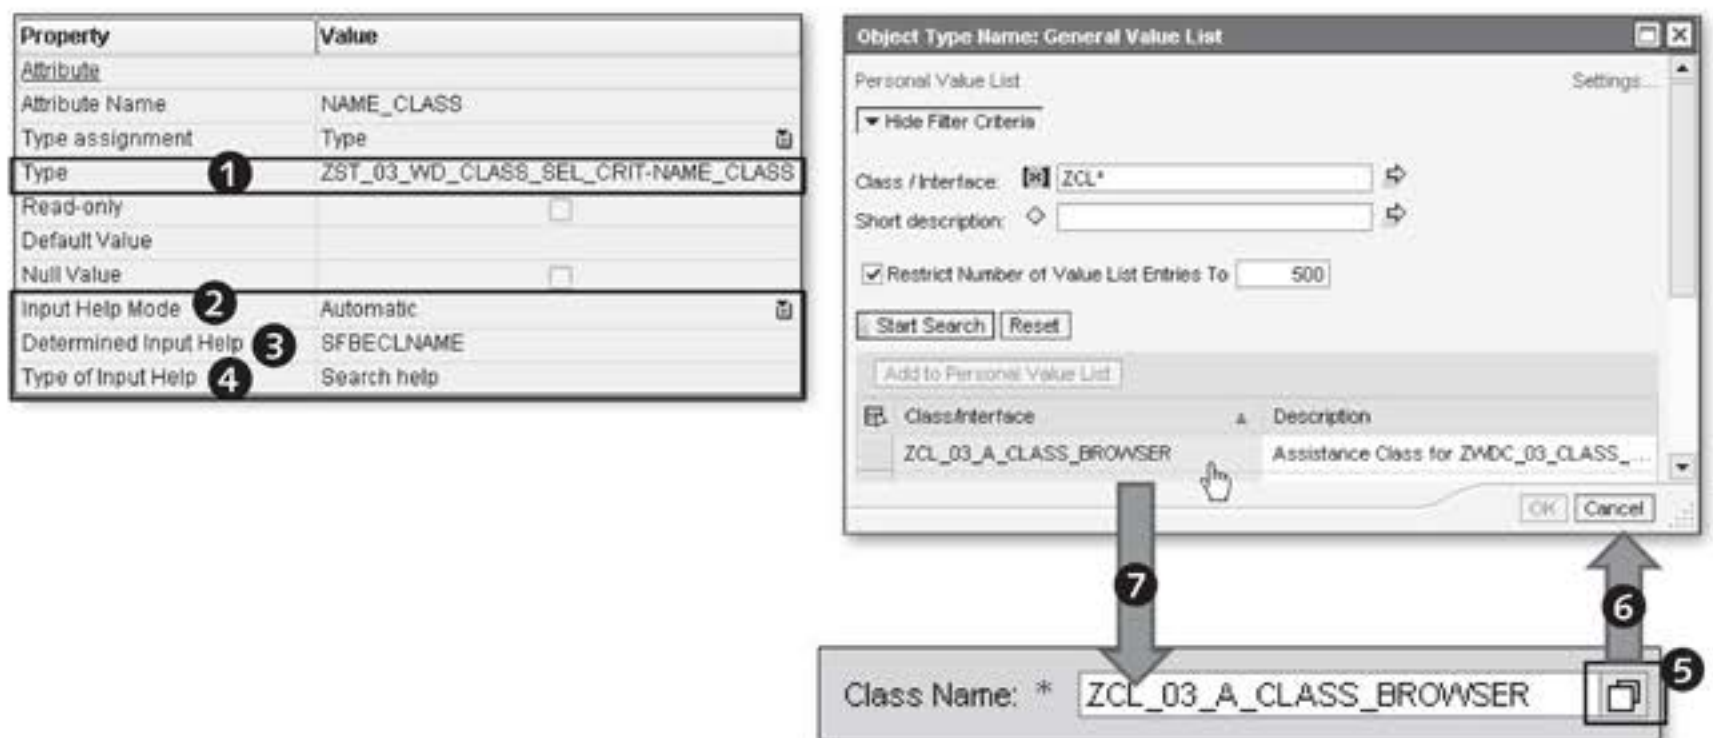 Property Value
Attribute
Attribute Name NAME_CLASS
Type assignment Type
Type 1 ZST_03_WD_CLASS_SEL_CRIT-NAME_CLASS
Read-only
Default Value
Null Value
Input Help Mode 2 Automatic
Determined Input Help 3 SFBECLNAME
Type of Input Help 4 Search help
Object Type Name: General Value List
Personal Value List Settings...
Hide Filter Criteria
Class / Interface: ZCL*
Short description:
Restrict Number of Value List Entries To 500
Start Search Reset
Add to Personal Value List
Class/Interface Description
ZCL_03_A_CLASS_BROWSER Assistance Class for ZWDC_03_CLASS_...
OK Cancel
7
6
5
Class Name: * ZCL_03_A_CLASS_BROWSER